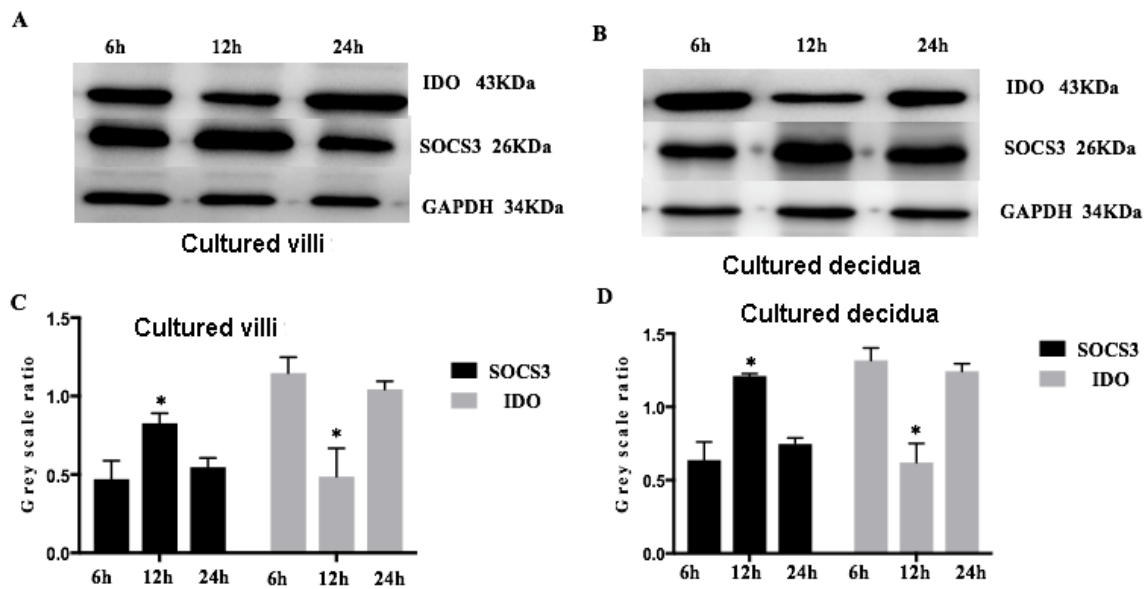 A
6h 12h 24h
IDO 43KDa
SOCS3 26KDa
GAPDH 34KDa
Cultured villi
B
6h 12h 24h
IDO 43KDa
SOCS3 26KDa
GAPDH 34KDa
Cultured decidua
C
Cultured villi
Grey scale ratio
1.5
1.0
0.5
0.0
* *
6h 12h 24h 6h 12h 24h
SOCS3
IDO
D
Cultured decidua
Grey scale ratio
1.5
1.0
0.5
0.0
* *
6h 12h 24h 6h 12h 24h
SOCS3
IDO